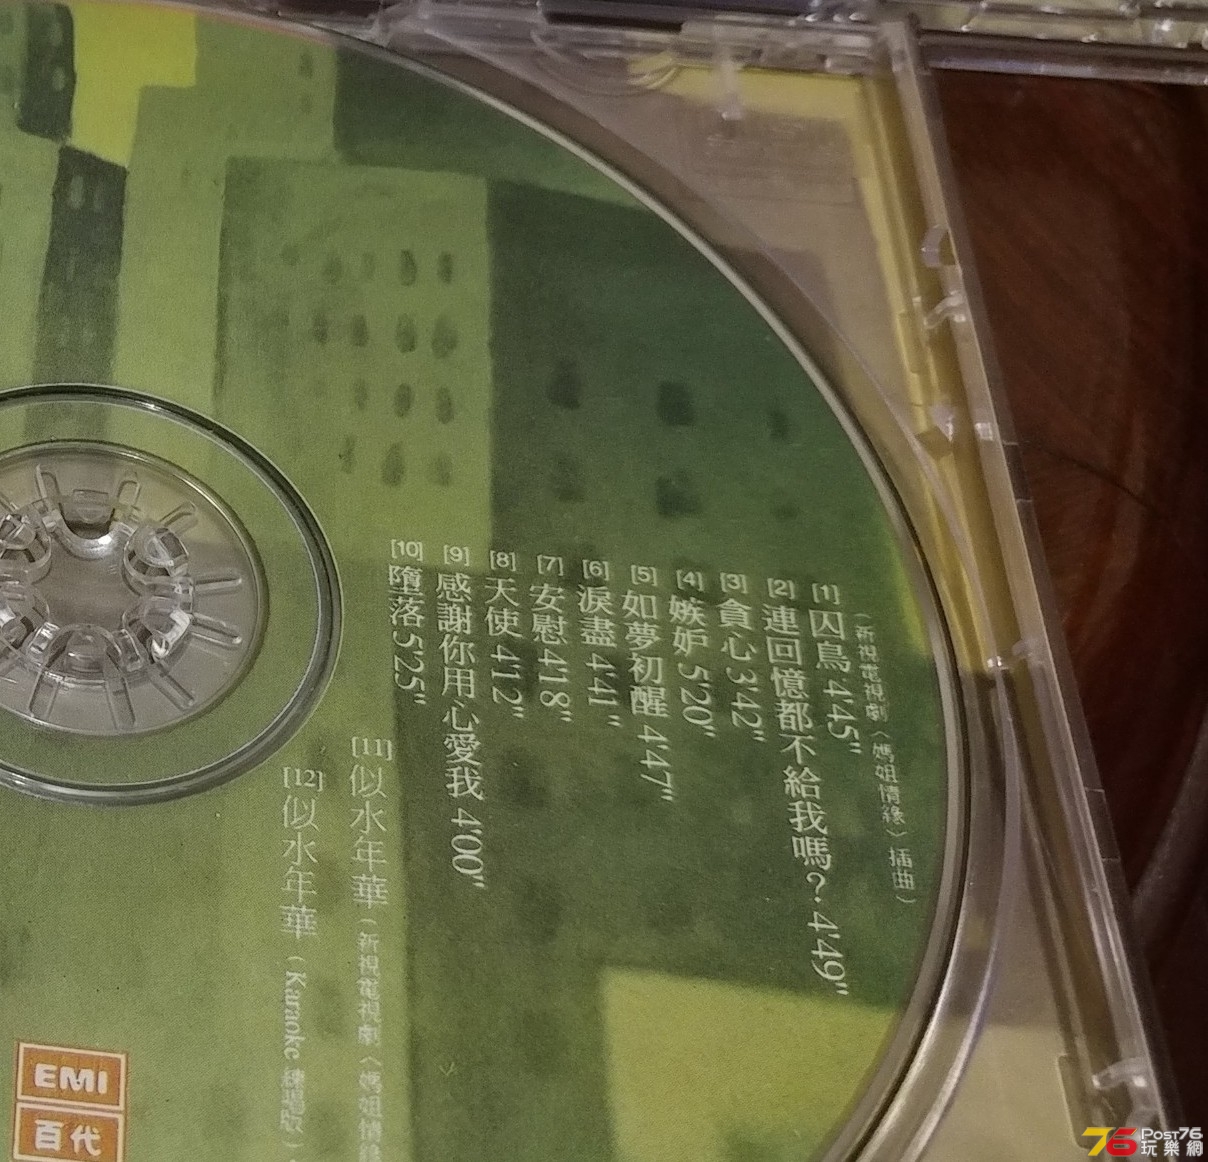 [1] 囚鳥 4'45"
(新視電視劇〈媽姐情緣〉插曲)
[2] 連回憶都不給我嗎? 4'49"
[3] 貪心 3'42"
[4] 嫉妒 5'20"
[5] 如夢初醒 4'47"
[6] 淚盡 4'41"
[7] 安慰 4'18"
[8] 天使 4'12"
[9] 感謝你用心愛我 4'00"
[10] 墮落 5'25"
[11] 似水年華 (新視電視劇〈媽姐情緣
[12] 似水年華 (Karaoke 練唱版)
EMI
百代
76 Post76
玩樂網